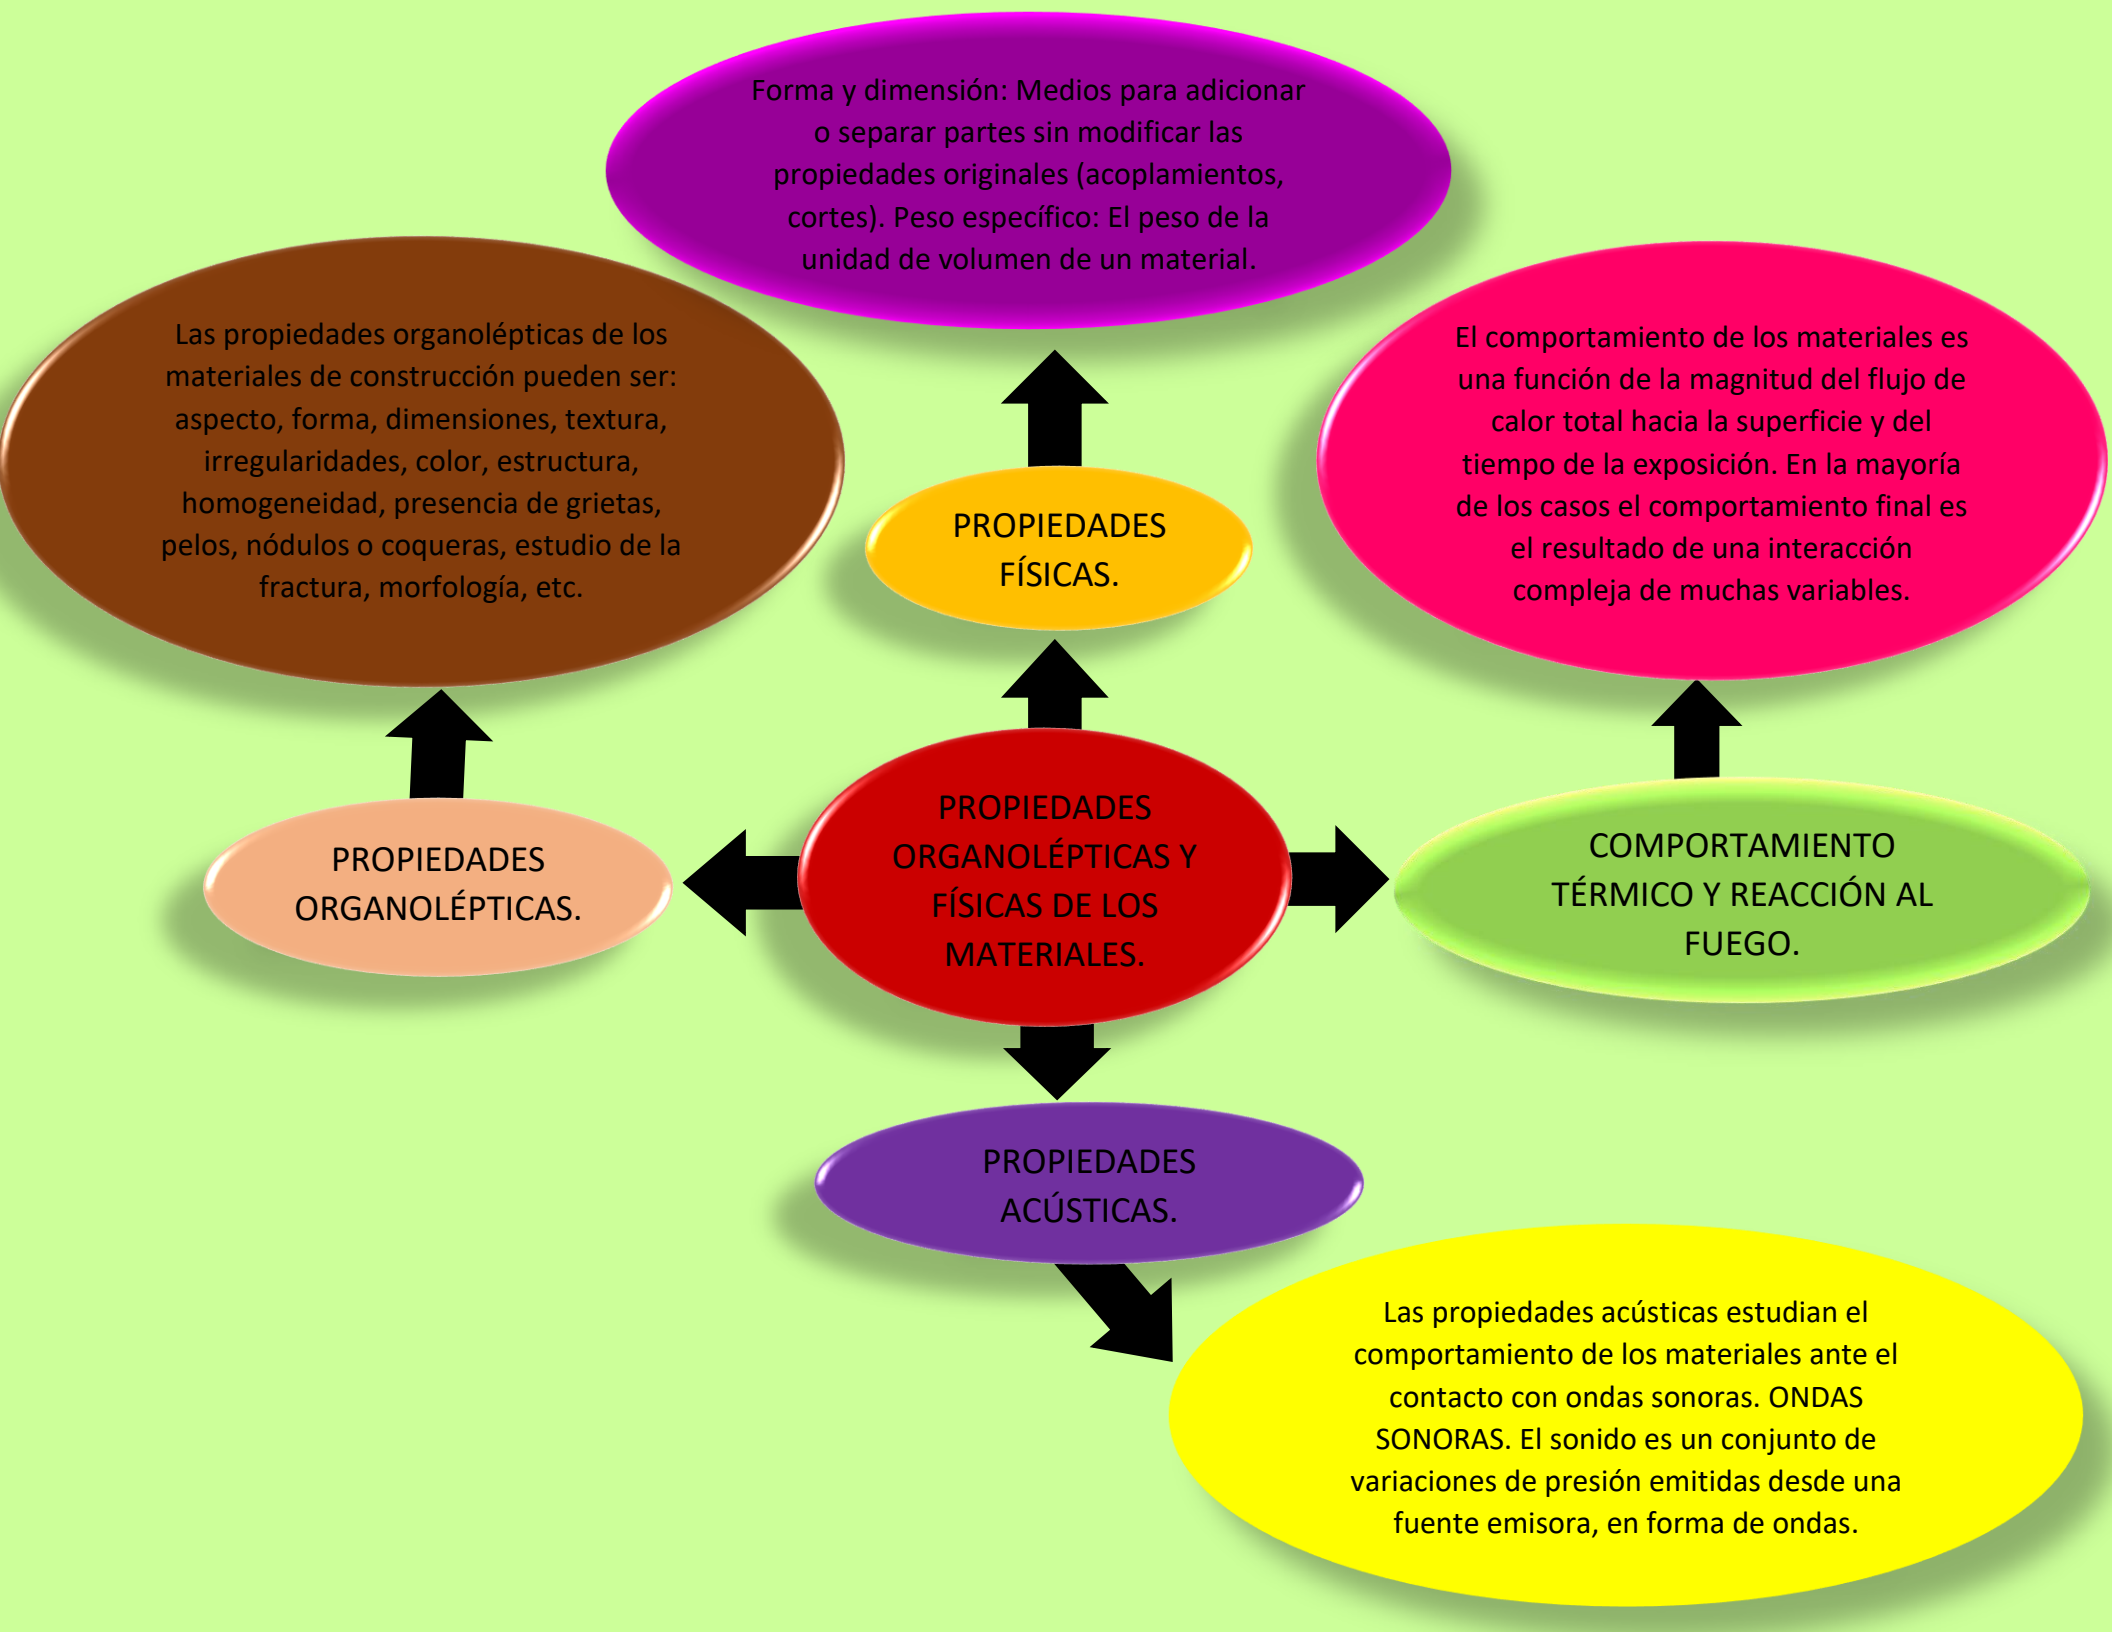 Forma y dimensión: Medios para adicionar
o separar partes sin modificar las
propiedades originales (acoplamientos,
cortes). Peso específico: El peso de la
unidad de volumen de un material.
Las propiedades organolépticas de los
materiales de construcción pueden ser:
aspecto, forma, dimensiones, textura,
irregularidades, color, estructura,
homogeneidad, presencia de grietas,
pelos, nódulos o coqueras, estudio de la
fractura, morfología, etc.
El comportamiento de los materiales es
una función de la magnitud del flujo de
calor total hacia la superficie y del
tiempo de la exposición. En la mayoría
de los casos el comportamiento final es
el resultado de una interacción
compleja de muchas variables.
PROPIEDADES
FÍSICAS.
PROPIEDADES
ORGANOLÉPTICAS.
PROPIEDADES
ORGANOLÉPTICAS Y
FÍSICAS DE LOS
MATERIALES.
COMPORTAMIENTO
TÉRMICO Y REACCIÓN AL
FUEGO.
PROPIEDADES
ACÚSTICAS.
Las propiedades acústicas estudian el
comportamiento de los materiales ante el
contacto con ondas sonoras. ONDAS
SONORAS. El sonido es un conjunto de
variaciones de presión emitidas desde una
fuente emisora, en forma de ondas.